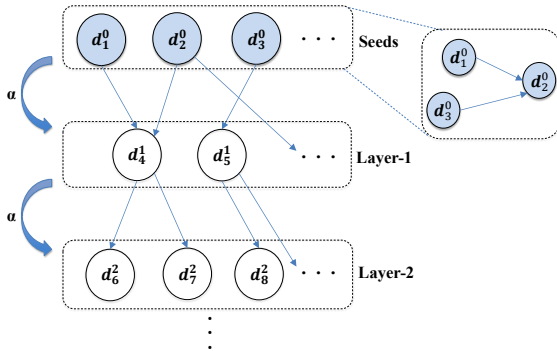 d₁⁰ d₂⁰ d₃⁰ · · · Seeds
d₁⁰
d₂⁰
d₃⁰
α
d₄¹ d₅¹ · · · Layer-1
α
d₆² d₇² d₈² · · · Layer-2